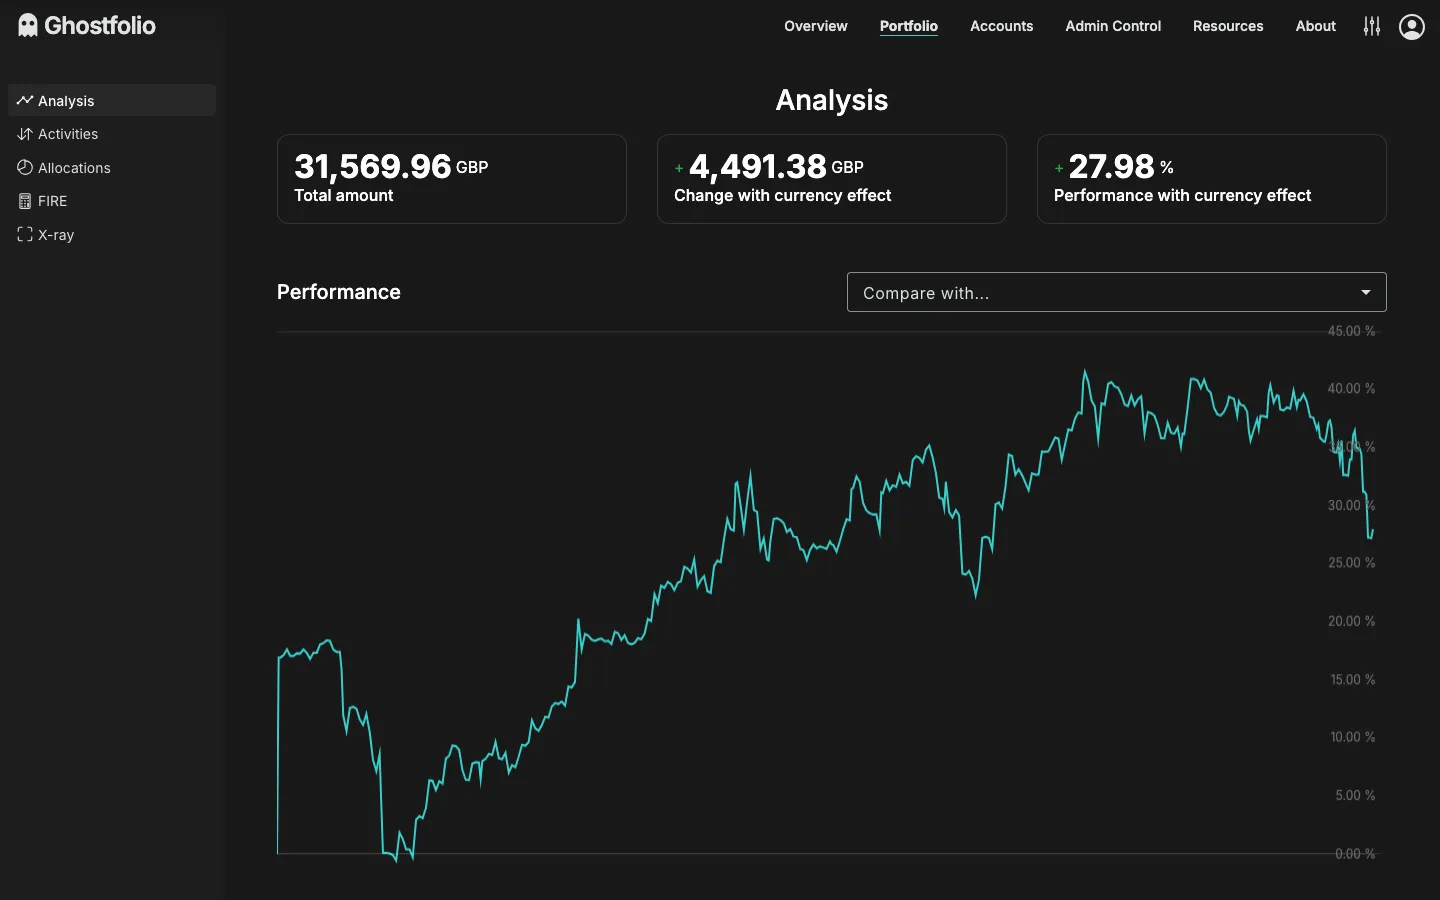 Ghostfolio
Overview Portfolio Accounts Admin Control Resources About
Analysis
Activities
Allocations
FIRE
X-ray
Analysis
31,569.96 GBP
Total amount
+ 4,491.38 GBP
Change with currency effect
+ 27.98 %
Performance with currency effect
Performance
Compare with...
45.00 %
40.00 %
35.00 %
30.00 %
25.00 %
20.00 %
15.00 %
10.00 %
5.00 %
0.00 %